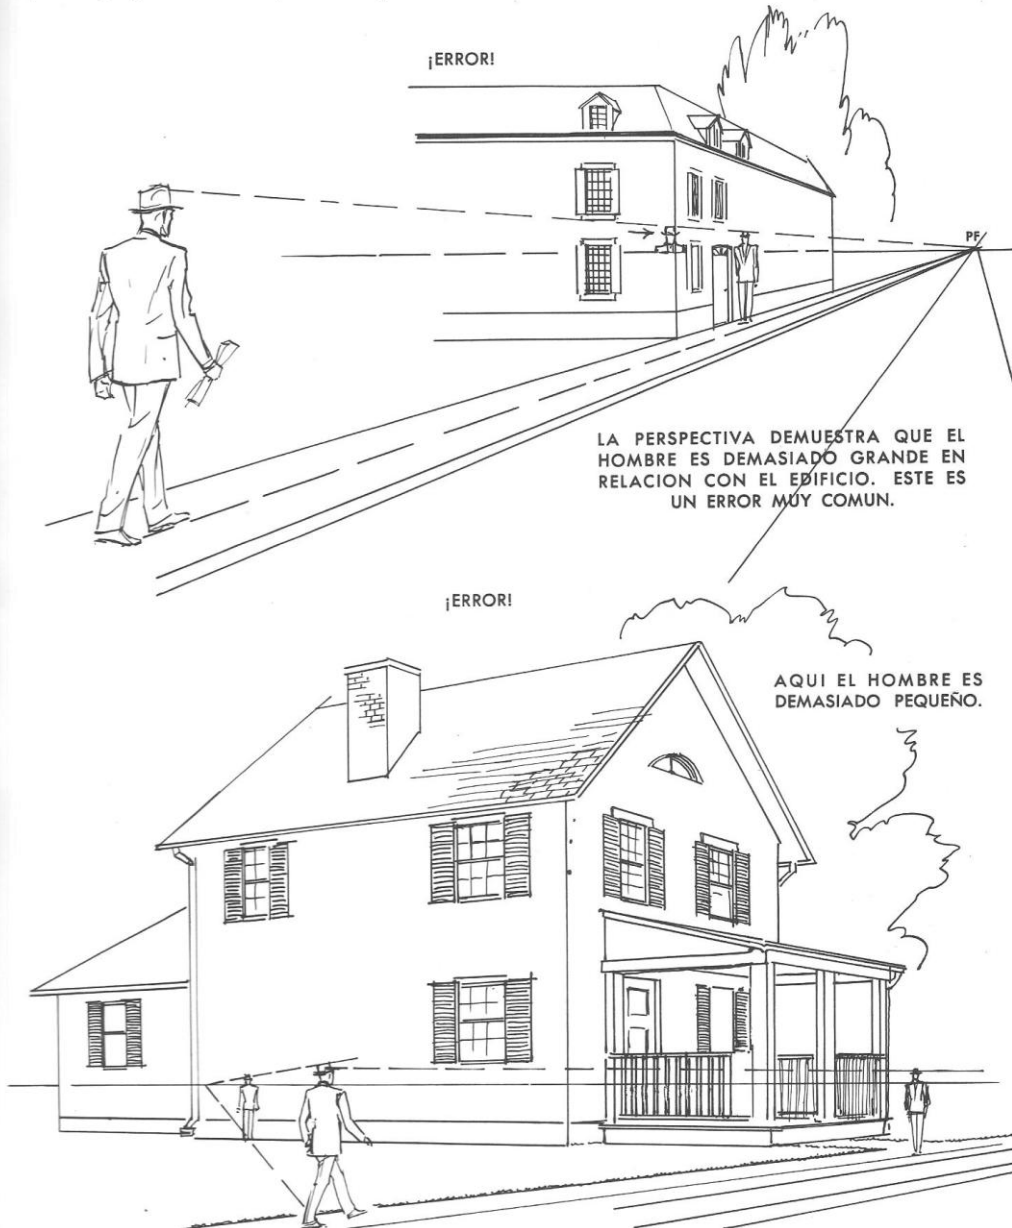 ¡ERROR!
PF
LA PERSPECTIVA DEMUESTRA QUE EL
HOMBRE ES DEMASIADO GRANDE EN
RELACION CON EL EDIFICIO. ESTE ES
UN ERROR MUY COMUN.
¡ERROR!
AQUI EL HOMBRE ES
DEMASIADO PEQUEÑO.